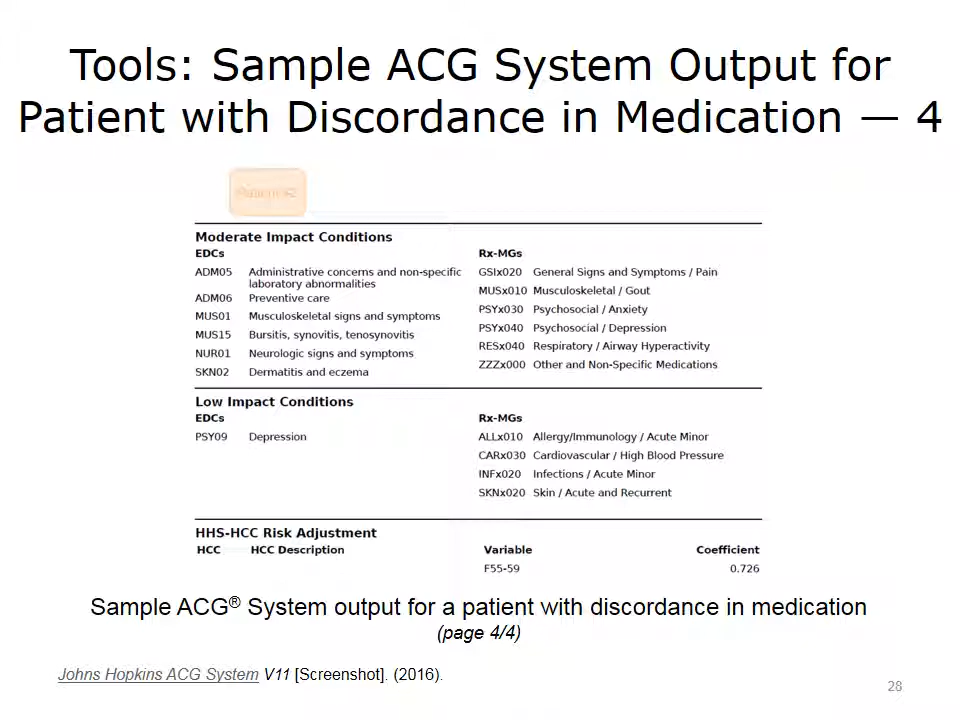 Tools: Sample ACG System Output for
Patient with Discordance in Medication — 4
Patient #2
Moderate Impact Conditions
EDCs
Rx-MGs
ADM05 Administrative concerns and non-specific
laboratory abnormalities
ADM06 Preventive care
MUS01 Musculoskeletal signs and symptoms
MUS15 Bursitis, synovitis, tenosynovitis
NUR01 Neurologic signs and symptoms
SKN02 Dermatitis and eczema
GSIx020 General Signs and Symptoms / Pain
MUSx010 Musculoskeletal / Gout
PSYx030 Psychosocial / Anxiety
PSYx040 Psychosocial / Depression
RESx040 Respiratory / Airway Hyperactivity
ZZZx000 Other and Non-Specific Medications
Low Impact Conditions
EDCs
Rx-MGs
PSY09 Depression
ALLx010 Allergy/Immunology / Acute Minor
CARx030 Cardiovascular / High Blood Pressure
INFx020 Infections / Acute Minor
SKNx020 Skin / Acute and Recurrent
HHS-HCC Risk Adjustment
HCC HCC Description Variable Coefficient
F55-59 0.726
Sample ACG® System output for a patient with discordance in medication
(page 4/4)
Johns Hopkins ACG System V11 [Screenshot]. (2016).
28